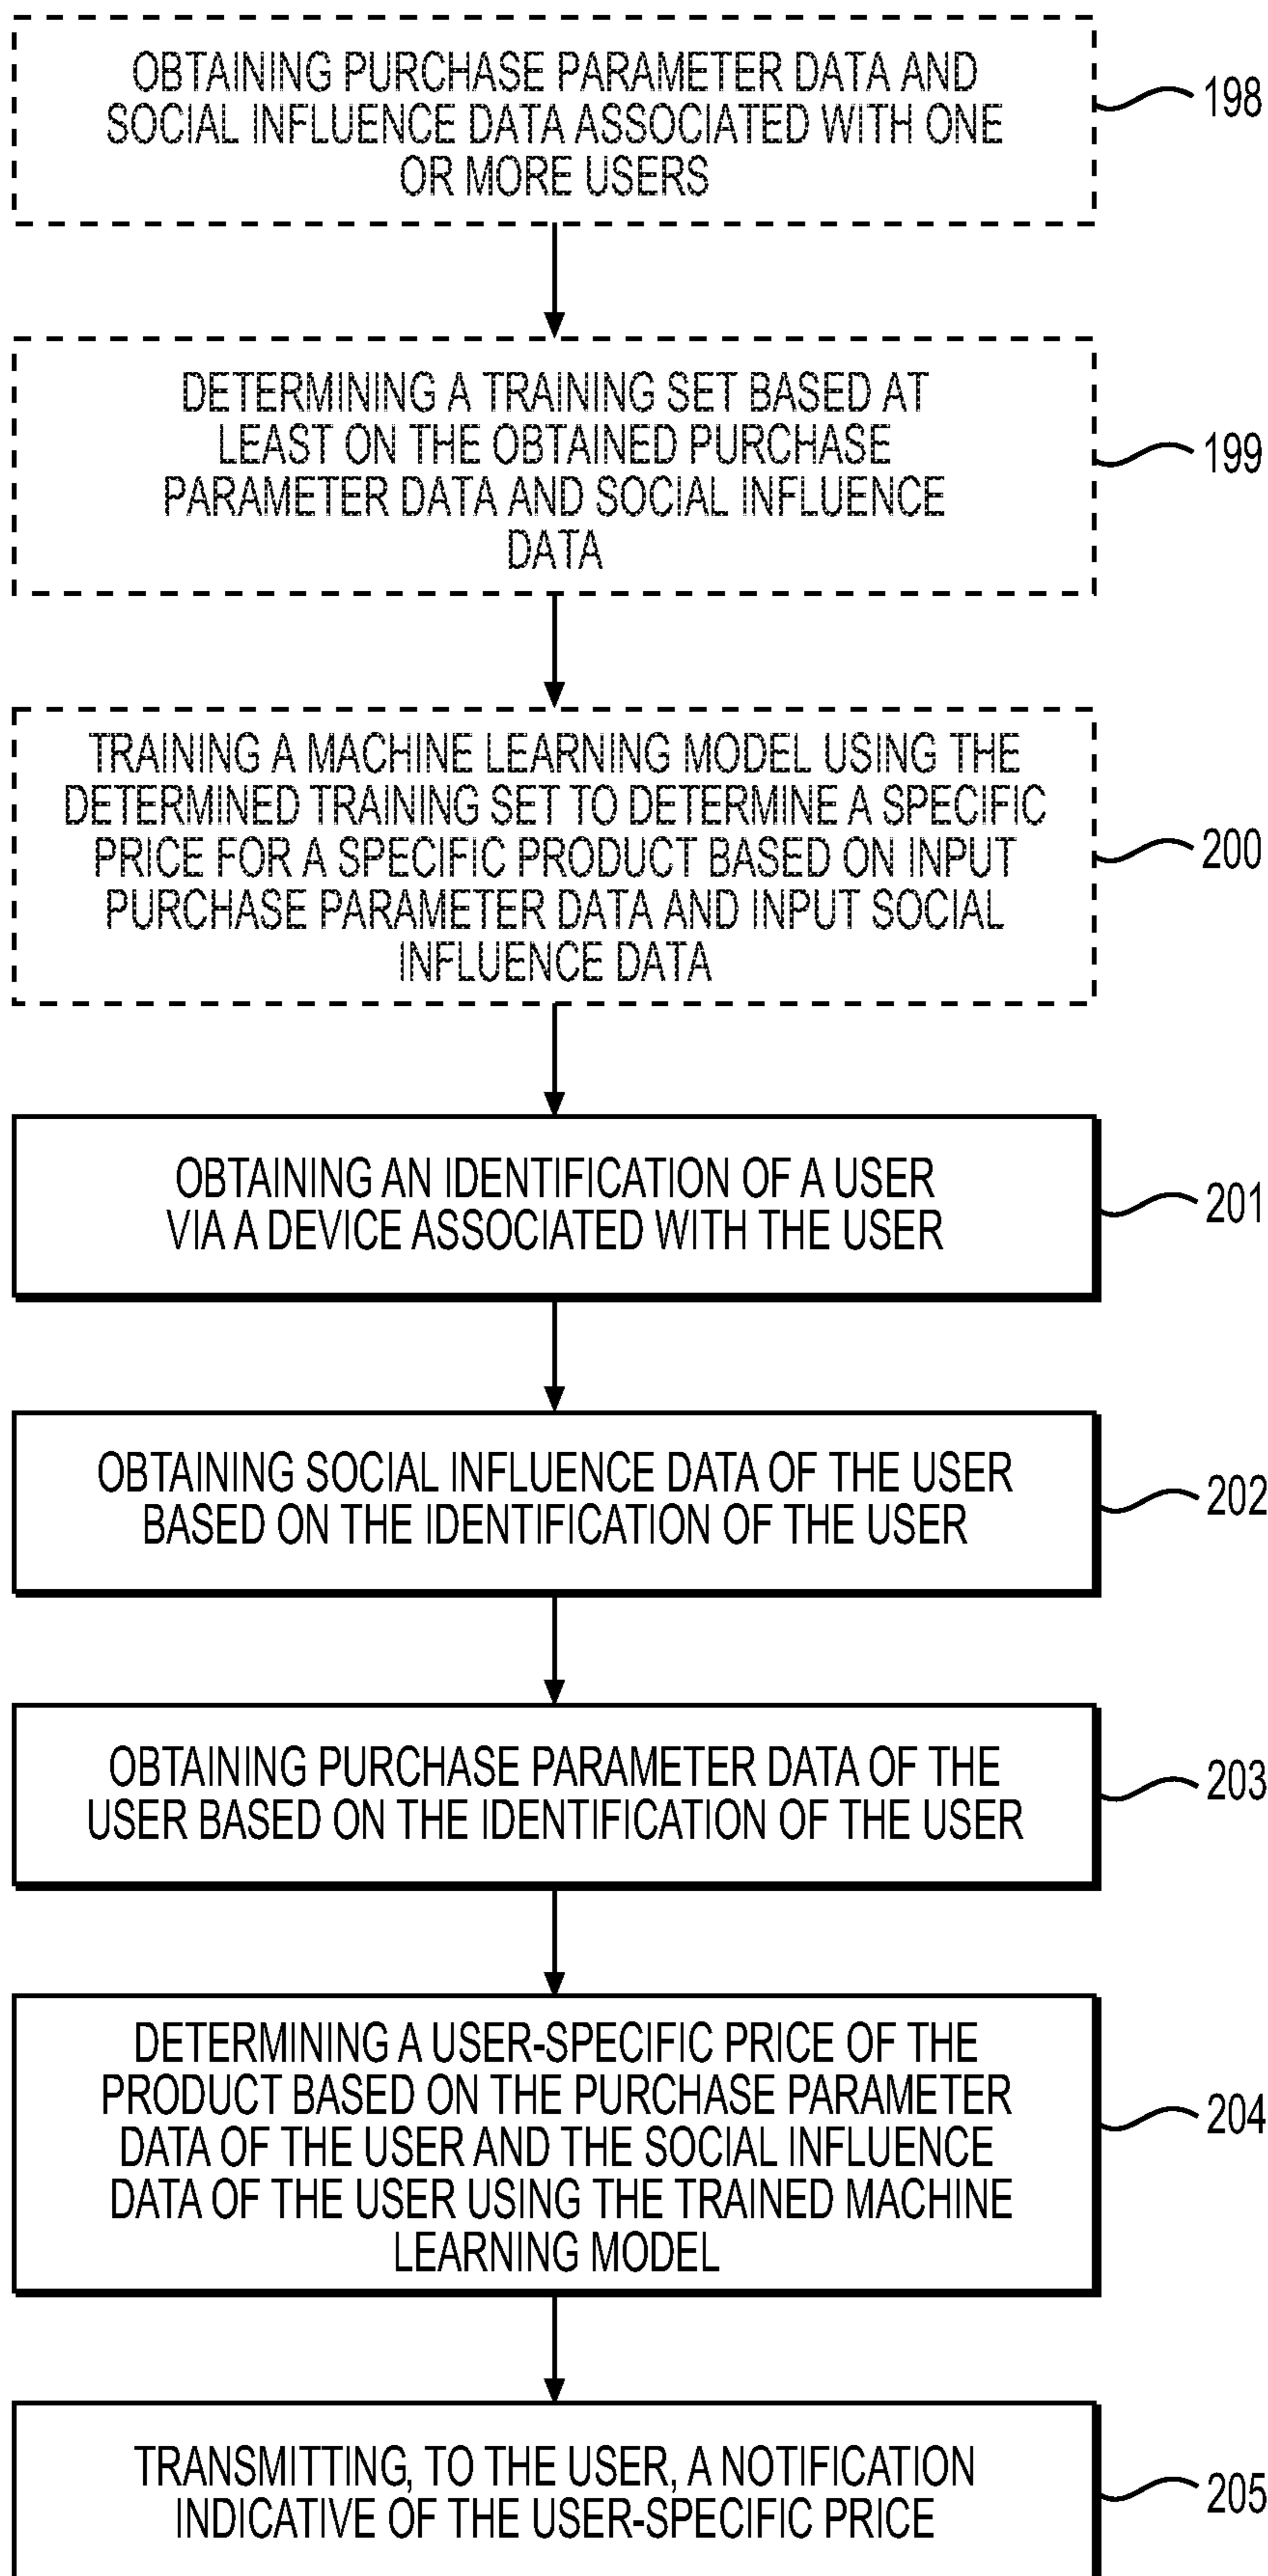 OBTAINING PURCHASE PARAMETER DATA AND
SOCIAL INFLUENCE DATA ASSOCIATED WITH ONE
OR MORE USERS
198
DETERMINING A TRAINING SET BASED AT
LEAST ON THE OBTAINED PURCHASE
PARAMETER DATA AND SOCIAL INFLUENCE
DATA
199
TRAINING A MACHINE LEARNING MODEL USING THE
DETERMINED TRAINING SET TO DETERMINE A SPECIFIC
PRICE FOR A SPECIFIC PRODUCT BASED ON INPUT
PURCHASE PARAMETER DATA AND INPUT SOCIAL
INFLUENCE DATA
200
OBTAINING AN IDENTIFICATION OF A USER
VIA A DEVICE ASSOCIATED WITH THE USER
201
OBTAINING SOCIAL INFLUENCE DATA OF THE USER
BASED ON THE IDENTIFICATION OF THE USER
202
OBTAINING PURCHASE PARAMETER DATA OF THE
USER BASED ON THE IDENTIFICATION OF THE USER
203
DETERMINING A USER-SPECIFIC PRICE OF THE
PRODUCT BASED ON THE PURCHASE PARAMETER
DATA OF THE USER AND THE SOCIAL INFLUENCE
DATA OF THE USER USING THE TRAINED MACHINE
LEARNING MODEL
204
TRANSMITTING, TO THE USER, A NOTIFICATION
INDICATIVE OF THE USER-SPECIFIC PRICE
205